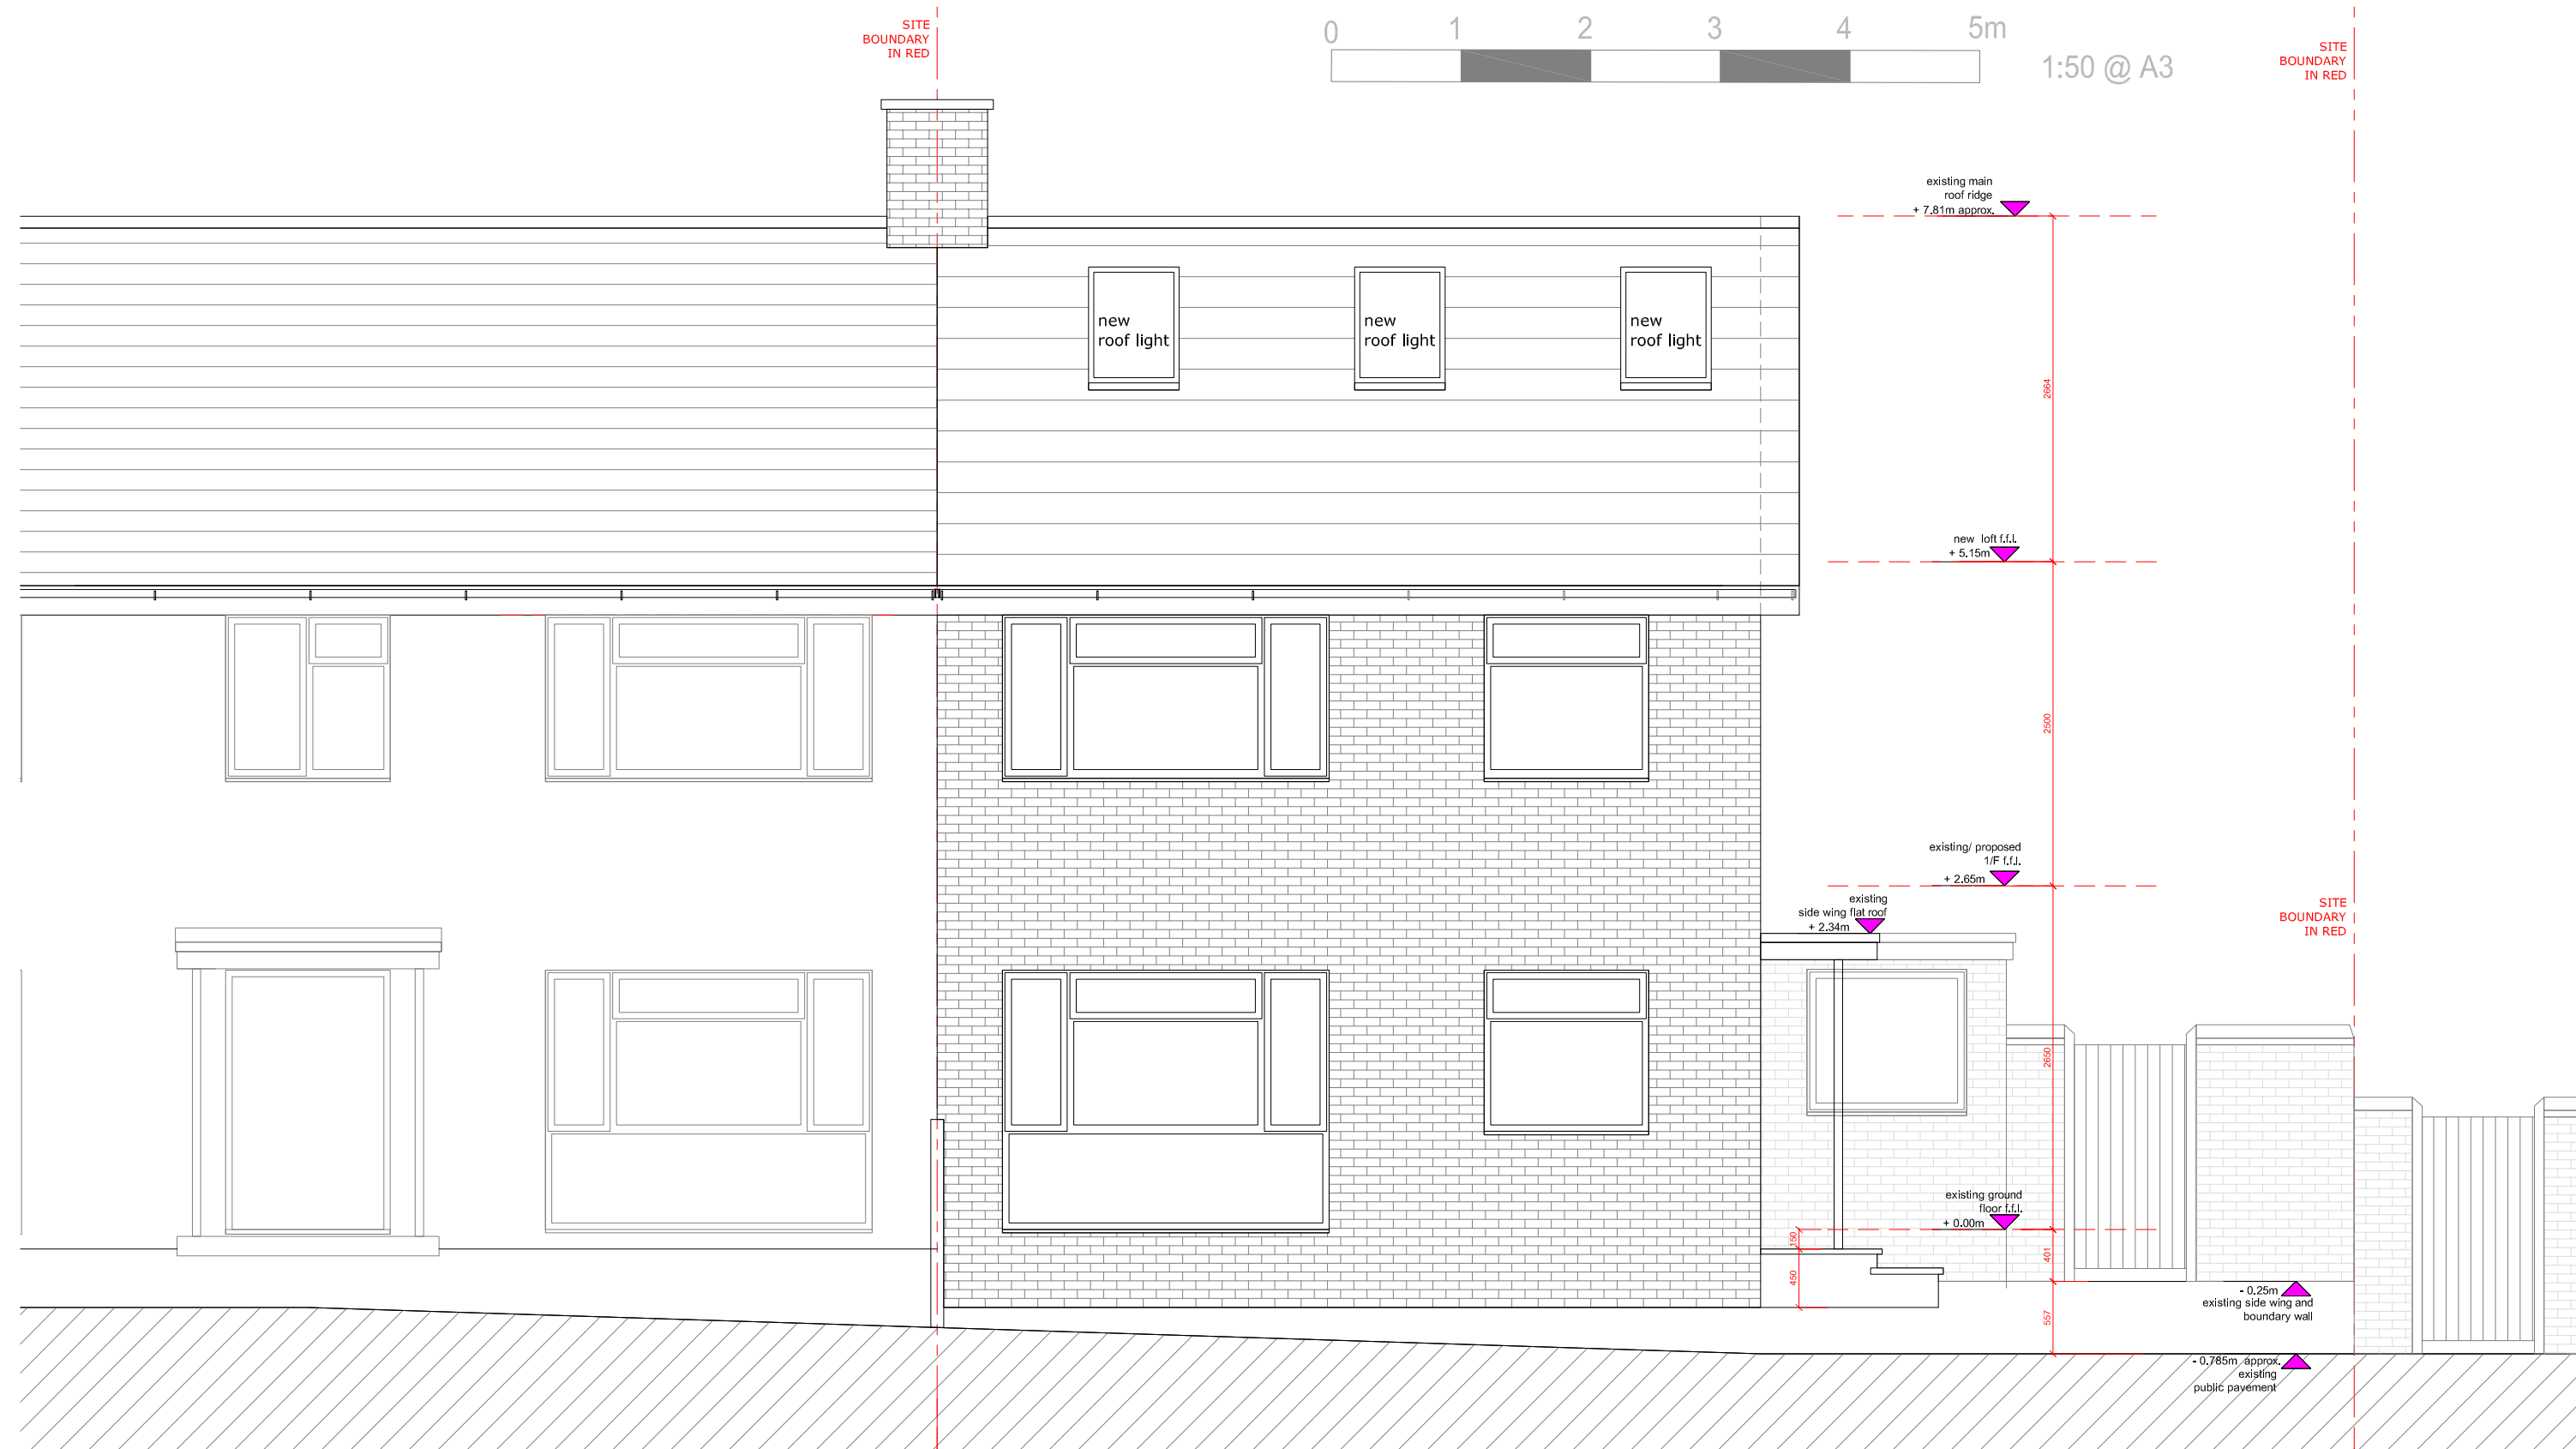 SITE
BOUNDARY
IN RED
0 1 2 3 4 5m
1:50 @ A3
SITE
BOUNDARY
IN RED
existing main
roof ridge
+ 7.81m approx.
new
roof light
new
roof light
new
roof light
2664
new loft f.f.l.
+ 5.15m
2500
existing/ proposed
1/F f.f.l.
+ 2.65m
existing
side wing flat roof
+ 2.34m
SITE
BOUNDARY
IN RED
2650
existing ground
floor f.f.l.
+ 0.00m
150
401
450
- 0.25m
existing side wing and
boundary wall
557
- 0.785m approx.
existing
public pavement